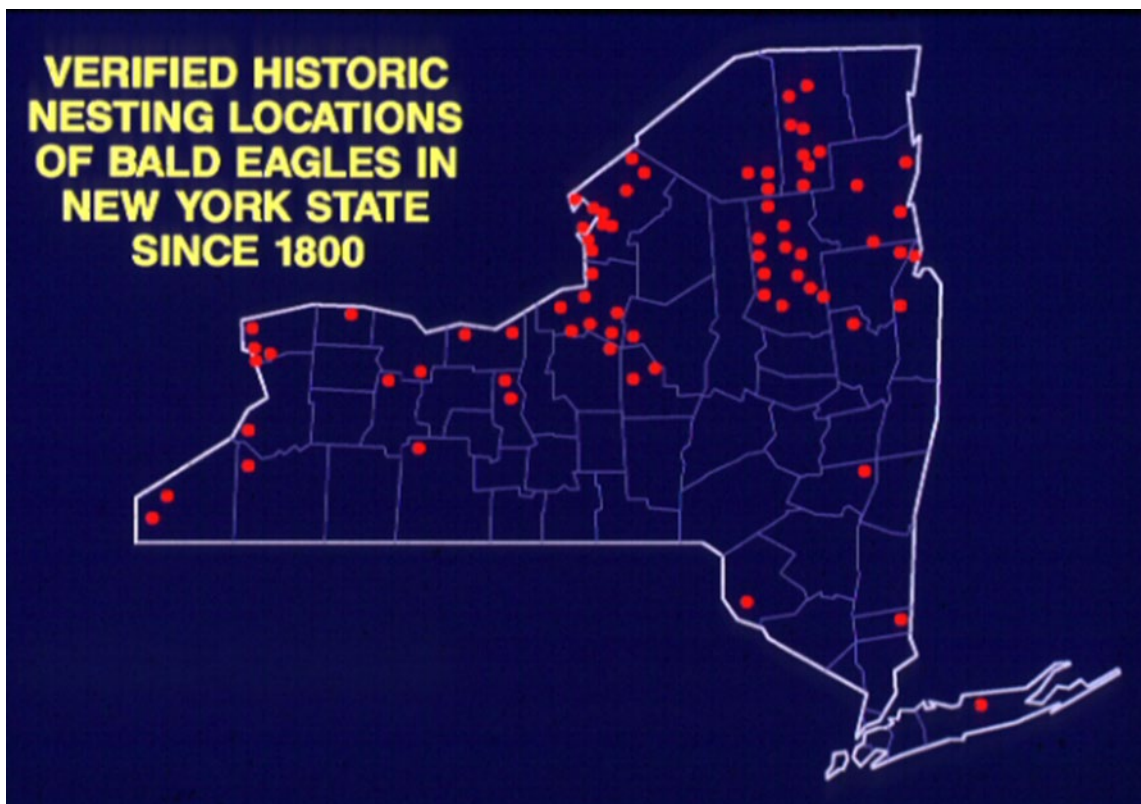 VERIFIED HISTORIC
NESTING LOCATIONS
OF BALD EAGLES IN
NEW YORK STATE
SINCE 1800